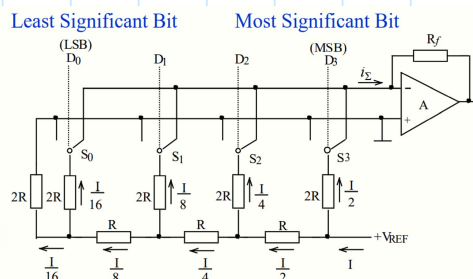 Least Significant Bit Most Significant Bit
(LSB) (MSB)
D0 D1 D2 D3
Rf
iΣ
- A
+
S0 S1 S2 S3
2R 2R I/16 2R I/8 2R I/4 2R I/2
R R R +VREF
I/16 I/8 I/4 I/2 I